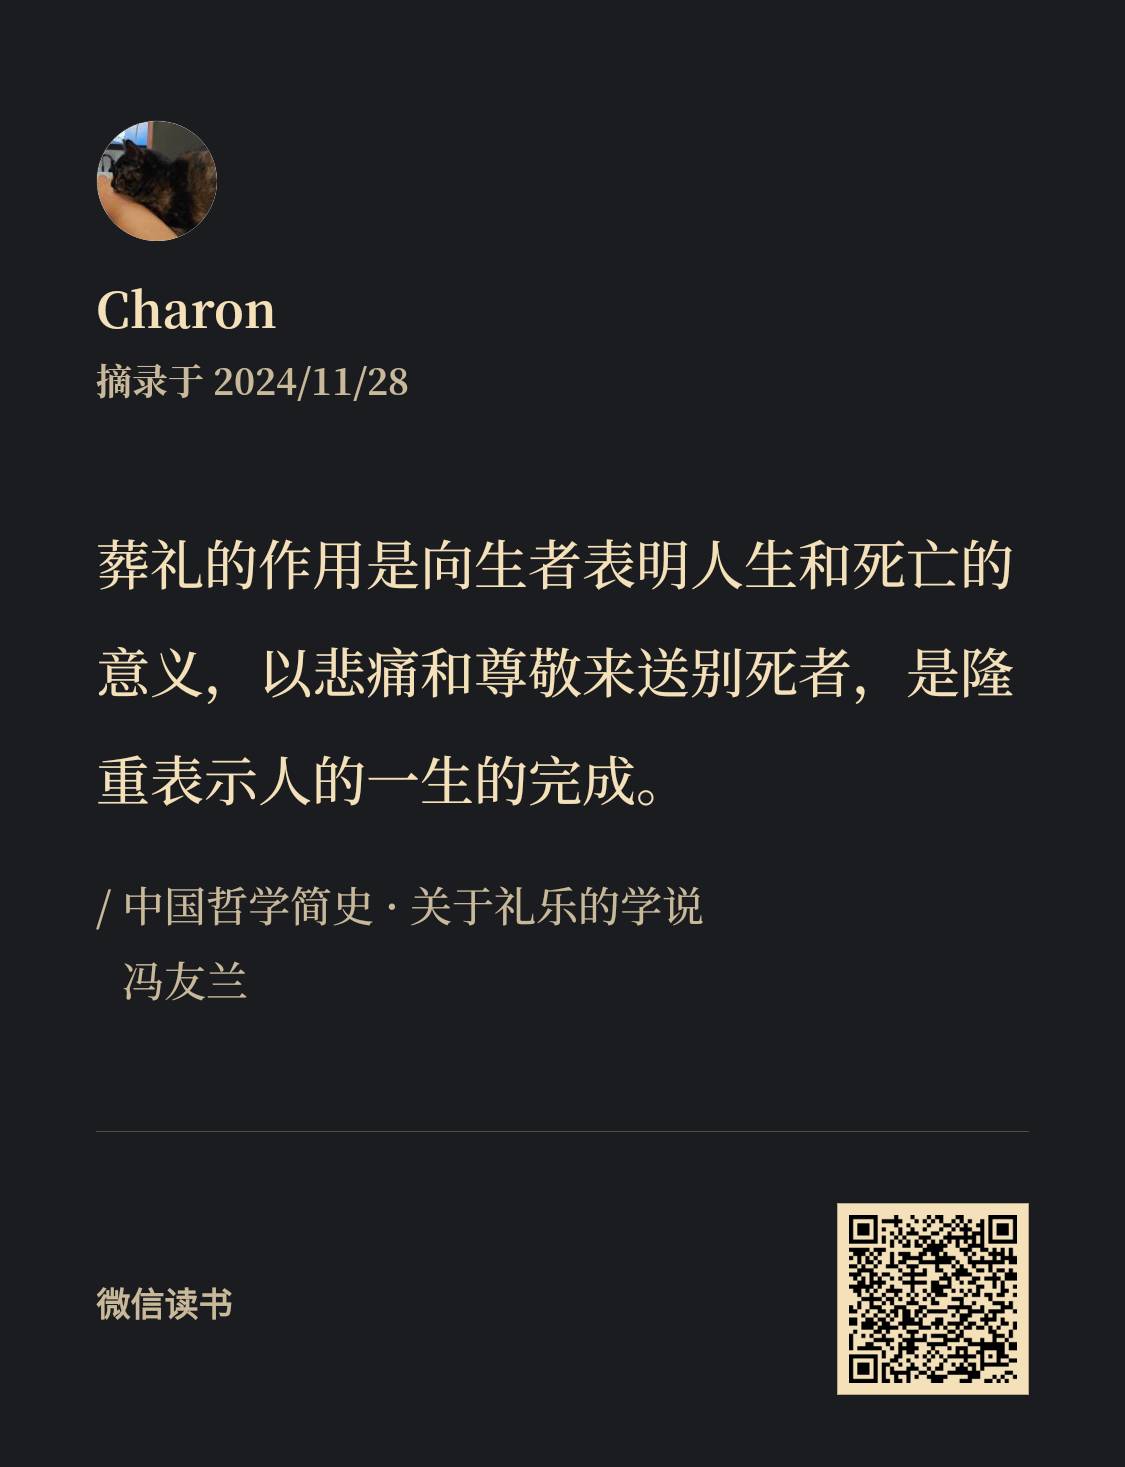 Charon
摘录于 2024/11/28
葬礼的作用是向生者表明人生和死亡的
意义，以悲痛和尊敬来送别死者，是隆
重表示人的一生的完成。
/ 中国哲学简史 · 关于礼乐的学说
冯友兰
微信读书